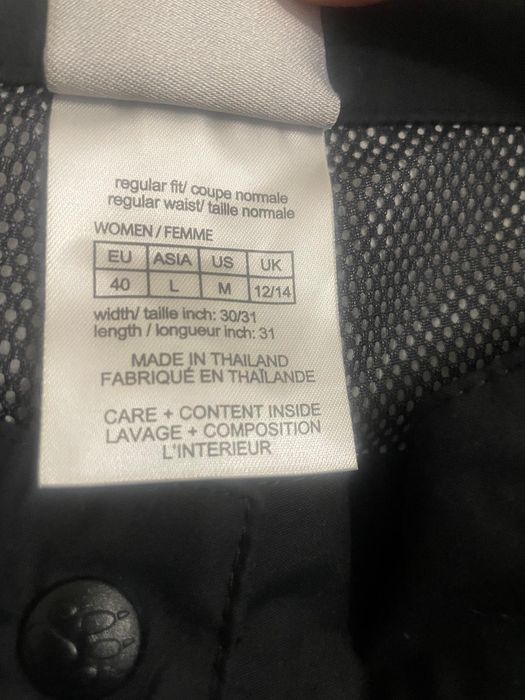 regular fit/ coupe normale
regular waist/ taille normale
WOMEN / FEMME
EU ASIA US UK
40 L M 12/14
width/ taille inch: 30/31
length / longueur inch: 31
MADE IN THAILAND
FABRIQUÉ EN THAÏLANDE
CARE + CONTENT INSIDE
LAVAGE + COMPOSITION
L'INTERIEUR